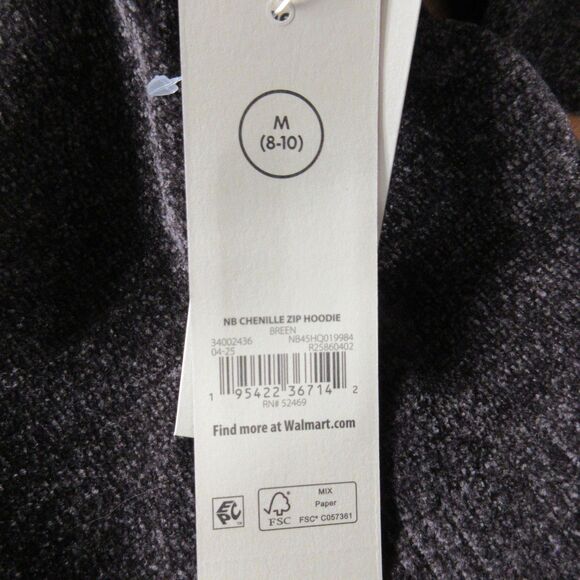 M
(8-10)
NB CHENILLE ZIP HOODIE
BREEN
34002436 NB45HQ019984
04-25 R25860402
1 95422 36714 2
RN# 52469
Find more at Walmart.com
EPC
MIX
Paper
FSC
FSC® C057361